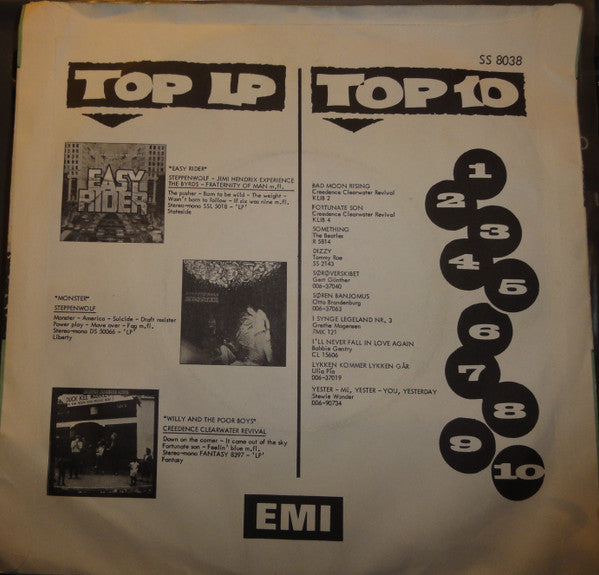 SS 8038
TOP LP
"EASY RIDER"
STEPPENWOLF - JIMI HENDRIX EXPERIENCE
THE BYRDS - FRATERNITY OF MAN m.fl.
The pusher - Born to be wild - The weight -
Wasn't born to follow - If six was nine m.fl.
Stereo-mono SSL 5018 - "LP"
Stateside
EASY
RIDER
"MONSTER"
STEPPENWOLF
Monster - America - Suicide - Draft resister
Power play - Move over - Fag m.fl.
Stereo-mono DS 50066 - "LP"
Liberty
"WILLY AND THE POOR BOYS"
CREEDENCE CLEARWATER REVIVAL
Down on the corner - It came out of the sky
Fortunate son - Feelin' blue m.fl.
Stereo-mono FANTASY 8397 - "LP"
Fantasy
DUCK KEE MARKET
TOP 10
BAD MOON RISING
Creedence Clearwater Revival
KLIB 2
FORTUNATE SON
Creedence Clearwater Revival
KLIB 4
SOMETHING
The Beatles
R 5814
DIZZY
Tommy Roe
SS 2143
SØRØVERSKIBET
Gert Günther
006-37040
SØREN BANJOMUS
Otto Brandenburg
006-37063
I SYNGE LEGELAND NR. 3
Grethe Mogensen
7MK 121
I'LL NEVER FALL IN LOVE AGAIN
Bobbie Gentry
CL 15606
LYKKEN KOMMER LYKKEN GÅR
Ulla Pia
006-37019
YESTER - ME, YESTER - YOU, YESTERDAY
Stewie Wonder
006-90734
1
2
3
4
5
6
7
8
9
10
EMI